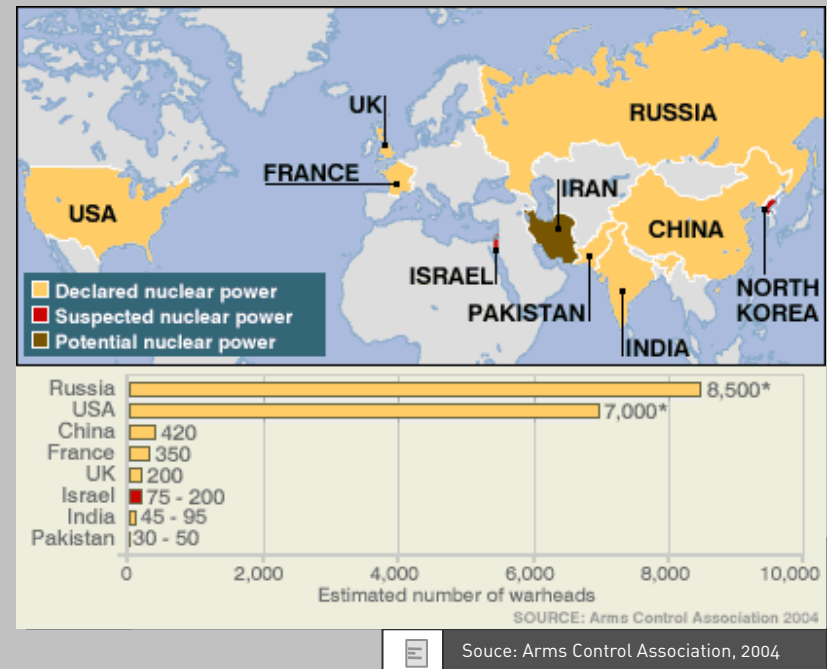 UK
RUSSIA
FRANCE
IRAN
USA
CHINA
ISRAEL
NORTH
KOREA
PAKISTAN
INDIA
Declared nuclear power
Suspected nuclear power
Potential nuclear power
Russia 8,500*
USA 7,000*
China 420
France 350
UK 200
Israel 75 - 200
India 45 - 95
Pakistan 30 - 50
0 2,000 4,000 6,000 8,000 10,000
Estimated number of warheads
SOURCE: Arms Control Association 2004
Souce: Arms Control Association, 2004